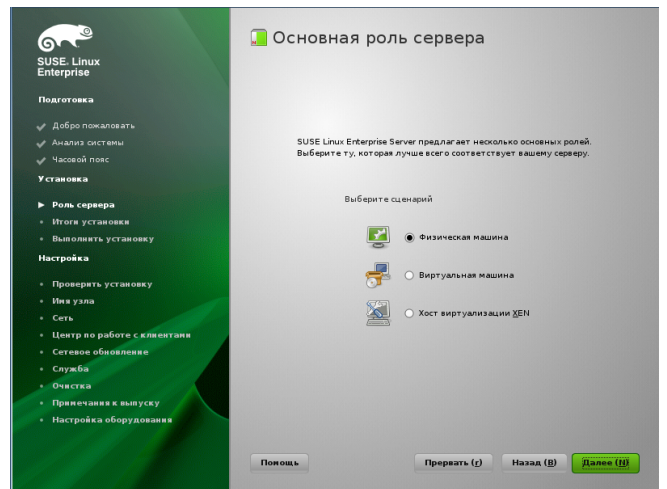 SUSE. Linux
Enterprise
Подготовка
Добро пожаловать
Анализ системы
Часовой пояс
Установка
Роль сервера
Итоги установки
Выполнить установку
Настройка
Проверить установку
Имя узла
Сеть
Центр по работе с клиентами
Сетевое обновление
Служба
Очистка
Примечания к выпуску
Настройка оборудования
Основная роль сервера
SUSE Linux Enterprise Server предлагает несколько основных ролей.
Выберите ту, которая лучше всего соответствует вашему серверу.
Выберите сценарий
Физическая машина
Виртуальная машина
Хост виртуализации XEN
Помощь
Прервать (r)
Назад (B)
Далее (N)